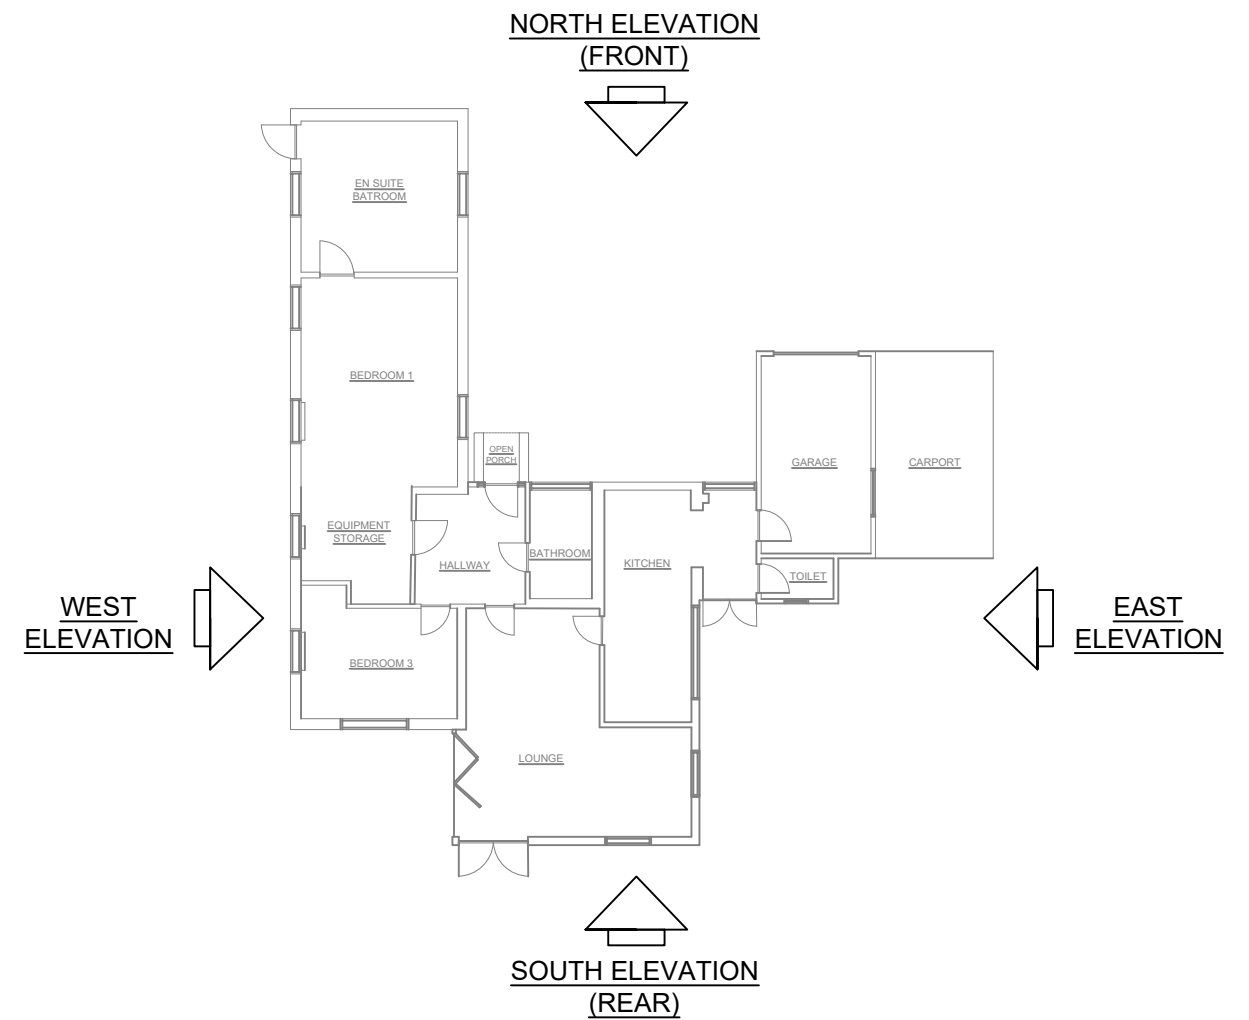 NORTH ELEVATION
(FRONT)
EN SUITE
BATROOM
BEDROOM 1
OPEN
PORCH
GARAGE
CARPORT
EQUIPMENT
STORAGE
HALLWAY
BATHROOM
KITCHEN
TOILET
WEST
ELEVATION
EAST
ELEVATION
BEDROOM 3
LOUNGE
SOUTH ELEVATION
(REAR)